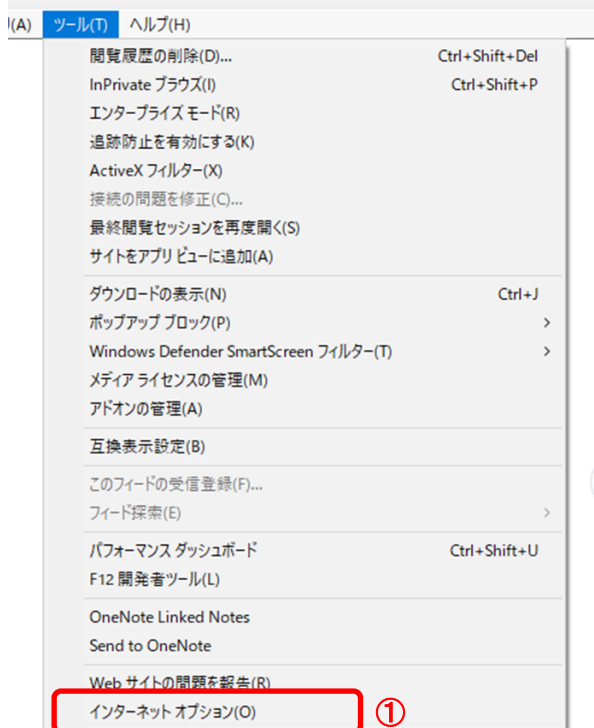 (A) ツール(T) ヘルプ(H)
閲覧履歴の削除(D)... Ctrl+Shift+Del
InPrivate ブラウズ(I) Ctrl+Shift+P
エンタープライズ モード(R)
追跡防止を有効にする(K)
ActiveX フィルター(X)
接続の問題を修正(C)...
最終閲覧セッションを再度開く(S)
サイトをアプリ ビューに追加(A)
ダウンロードの表示(N) Ctrl+J
ポップアップ ブロック(P)
Windows Defender SmartScreen フィルター(T)
メディア ライセンスの管理(M)
アドオンの管理(A)
互換表示設定(B)
このフィードの受信登録(F)...
フィード探索(E)
パフォーマンス ダッシュボード Ctrl+Shift+U
F12 開発者ツール(L)
OneNote Linked Notes
Send to OneNote
Web サイトの問題を報告(R)
インターネット オプション(O) ①